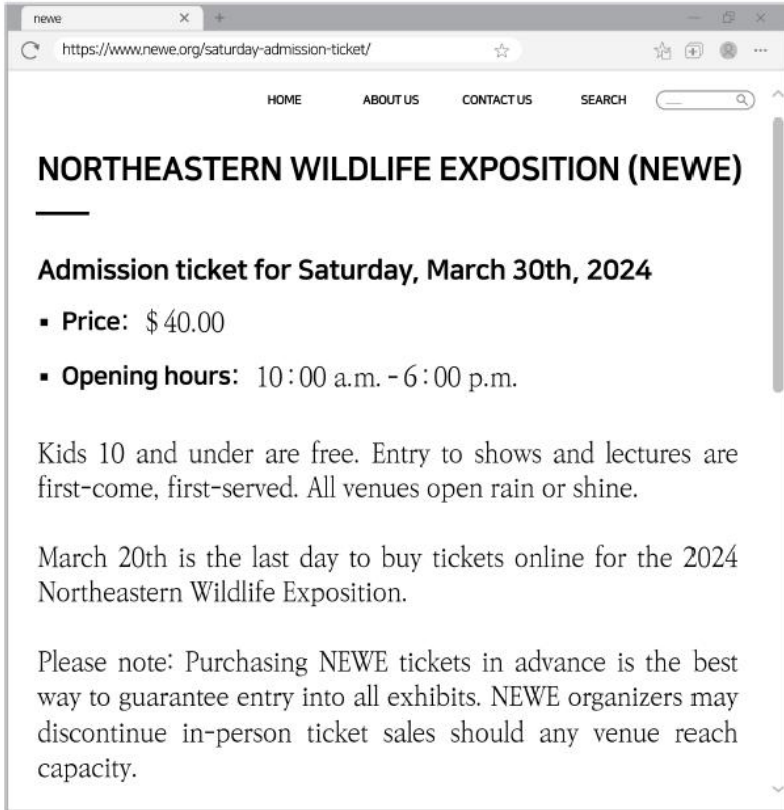 newe
https://www.newe.org/saturday-admission-ticket/
HOME ABOUT US CONTACT US SEARCH
NORTHEASTERN WILDLIFE EXPOSITION (NEWE)
Admission ticket for Saturday, March 30th, 2024
▪ Price: $40.00
▪ Opening hours: 10:00 a.m. - 6:00 p.m.
Kids 10 and under are free. Entry to shows and lectures are
first-come, first-served. All venues open rain or shine.
March 20th is the last day to buy tickets online for the 2024
Northeastern Wildlife Exposition.
Please note: Purchasing NEWE tickets in advance is the best
way to guarantee entry into all exhibits. NEWE organizers may
discontinue in-person ticket sales should any venue reach
capacity.